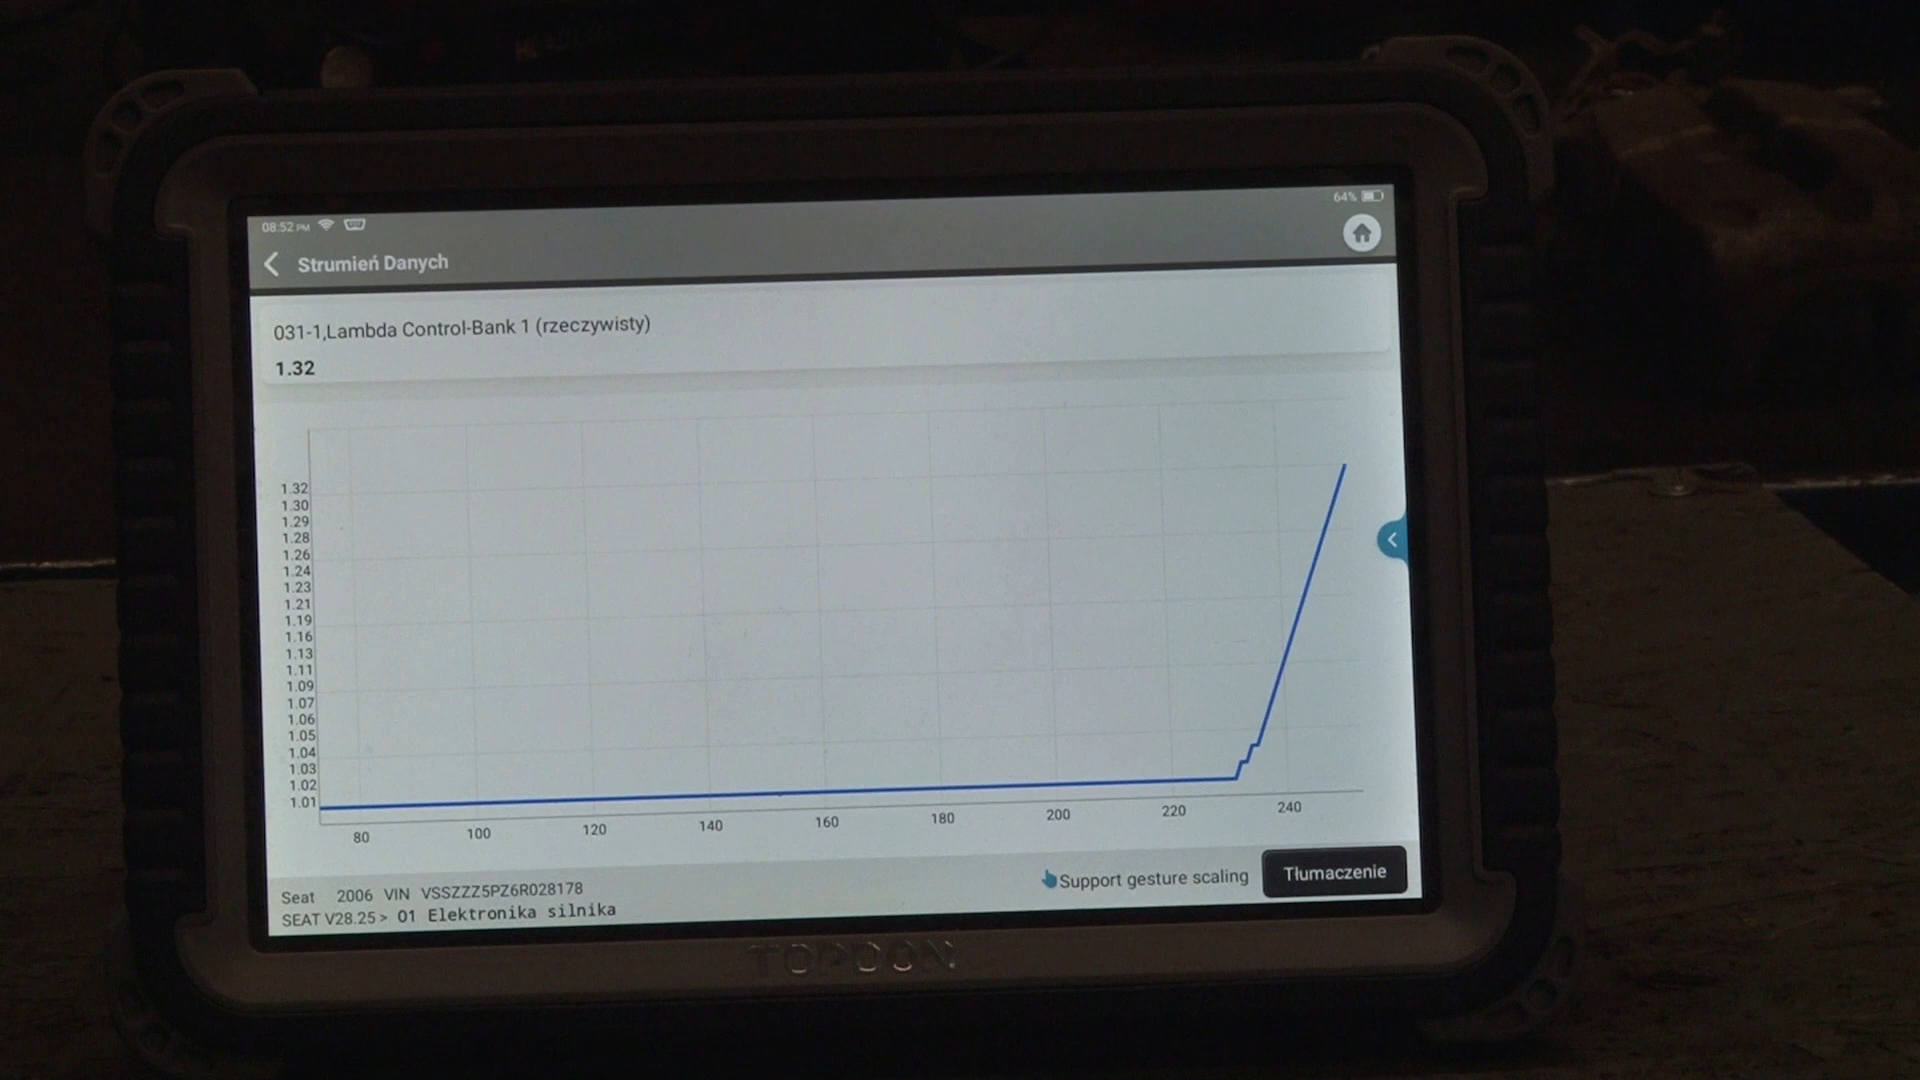 08:52 PM
64%
Strumień Danych
031-1,Lambda Control-Bank 1 (rzeczywisty)
1.32
1.32
1.30
1.29
1.28
1.26
1.24
1.23
1.21
1.19
1.16
1.13
1.11
1.09
1.07
1.06
1.05
1.04
1.03
1.02
1.01
80 100 120 140 160 180 200 220 240
Support gesture scaling
Tłumaczenie
Seat 2006 VIN VSSZZZ5PZ6R028178
SEAT V28.25 > 01 Elektronika silnika
TOPDON